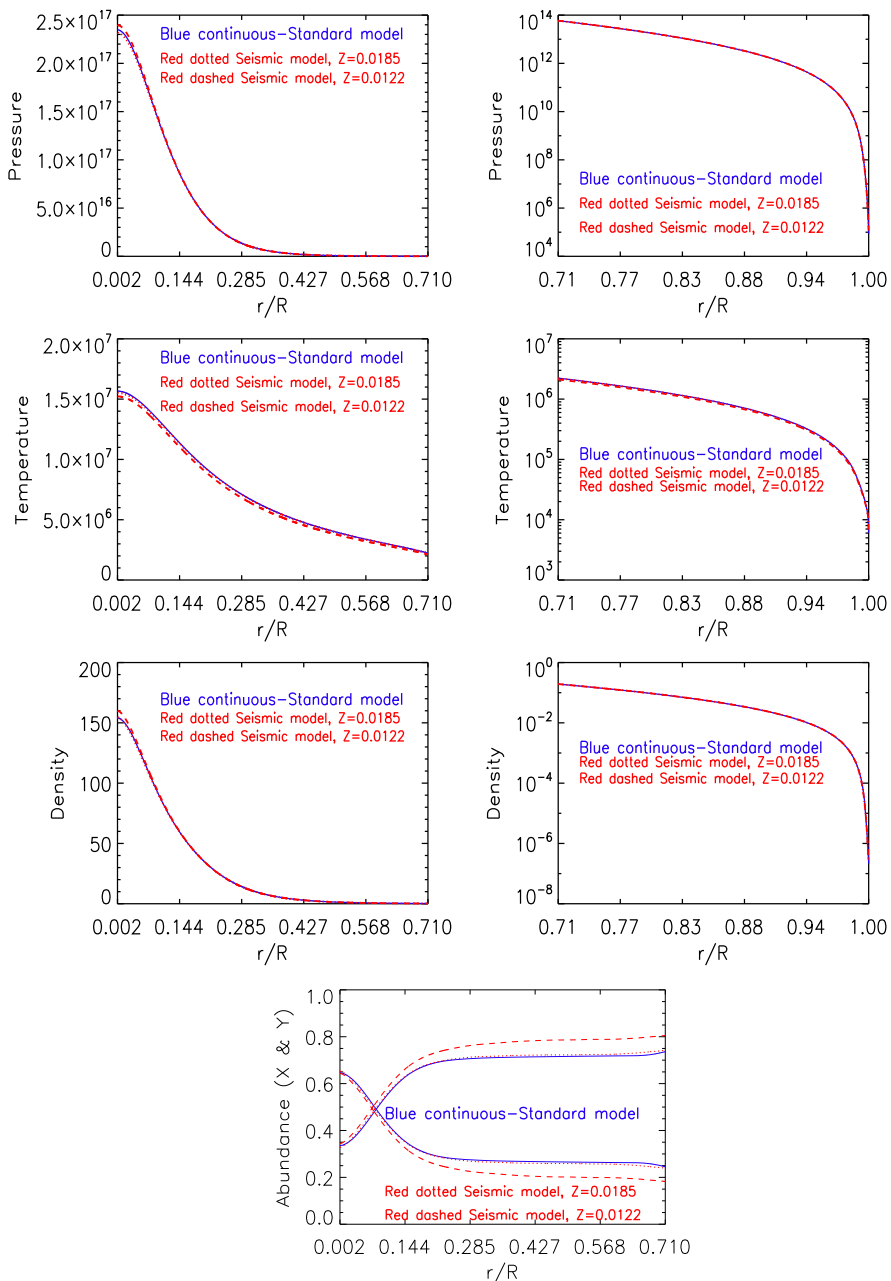 2.5×10^17
2.0×10^17
1.5×10^17
1.0×10^17
5.0×10^16
0
Pressure
Blue continuous-Standard model
Red dotted Seismic model, Z=0.0185
Red dashed Seismic model, Z=0.0122
0.002 0.144 0.285 0.427 0.568 0.710
r/R
10^14
10^12
10^10
10^8
10^6
10^4
Pressure
Blue continuous-Standard model
Red dotted Seismic model, Z=0.0185
Red dashed Seismic model, Z=0.0122
0.71 0.77 0.83 0.88 0.94 1.00
r/R
2.0×10^7
1.5×10^7
1.0×10^7
5.0×10^6
0
Temperature
Blue continuous-Standard model
Red dotted Seismic model, Z=0.0185
Red dashed Seismic model, Z=0.0122
0.002 0.144 0.285 0.427 0.568 0.710
r/R
10^7
10^6
10^5
10^4
10^3
Temperature
Blue continuous-Standard model
Red dotted Seismic model, Z=0.0185
Red dashed Seismic model, Z=0.0122
0.71 0.77 0.83 0.88 0.94 1.00
r/R
200
150
100
50
0
Density
Blue continuous-Standard model
Red dotted Seismic model, Z=0.0185
Red dashed Seismic model, Z=0.0122
0.002 0.144 0.285 0.427 0.568 0.710
r/R
10^0
10^-2
10^-4
10^-6
10^-8
Density
Blue continuous-Standard model
Red dotted Seismic model, Z=0.0185
Red dashed Seismic model, Z=0.0122
0.71 0.77 0.83 0.88 0.94 1.00
r/R
1.0
0.8
0.6
0.4
0.2
0.0
Abundance (X & Y)
Blue continuous-Standard model
Red dotted Seismic model, Z=0.0185
Red dashed Seismic model, Z=0.0122
0.002 0.144 0.285 0.427 0.568 0.710
r/R